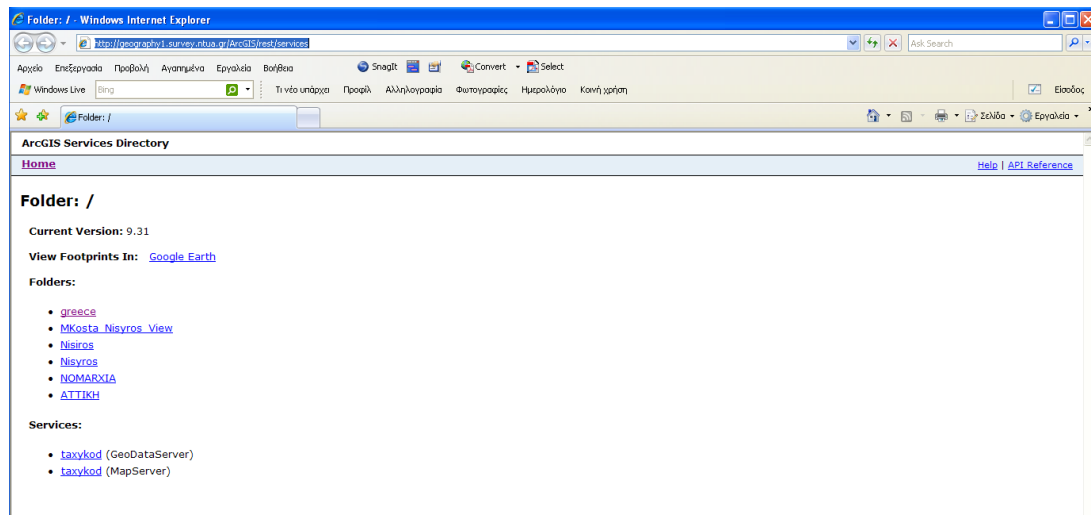 Folder: / - Windows Internet Explorer
http://geography1.survey.ntua.gr/ArcGIS/rest/services
Ask Search
Αρχείο Επεξεργασία Προβολή Αγαπημένα Εργαλεία Βοήθεια SnagIt Convert Select
Windows Live Bing Τι νέο υπάρχει Προφίλ Αλληλογραφία Φωτογραφίες Ημερολόγιο Κοινή χρήση Είσοδος
Folder: / Σελίδα Εργαλεία
ArcGIS Services Directory
Home Help | API Reference
Folder: /
Current Version: 9.31
View Footprints In: Google Earth
Folders:
• greece
• MKosta_Nisyros_View
• Nisiros
• Nisyros
• NOMARXIA
• ΑΤΤΙΚΗ
Services:
• taxykod (GeoDataServer)
• taxykod (MapServer)